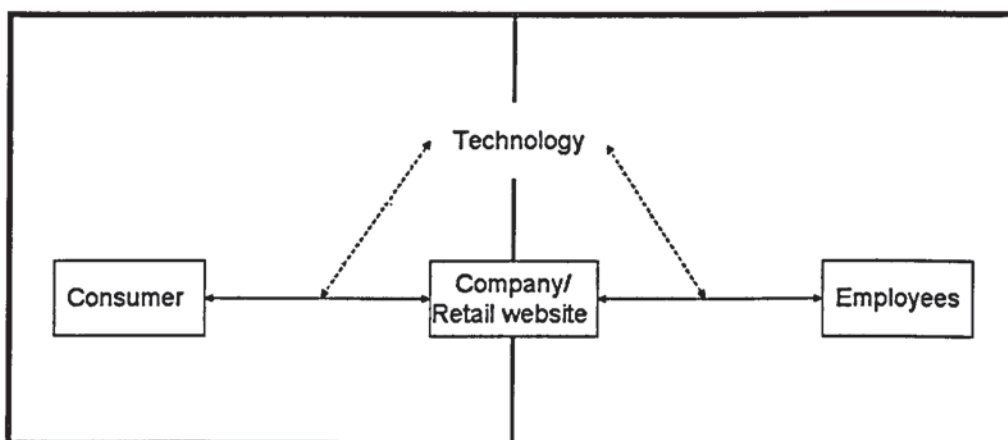 Technology
Consumer
Company/
Retail website
Employees